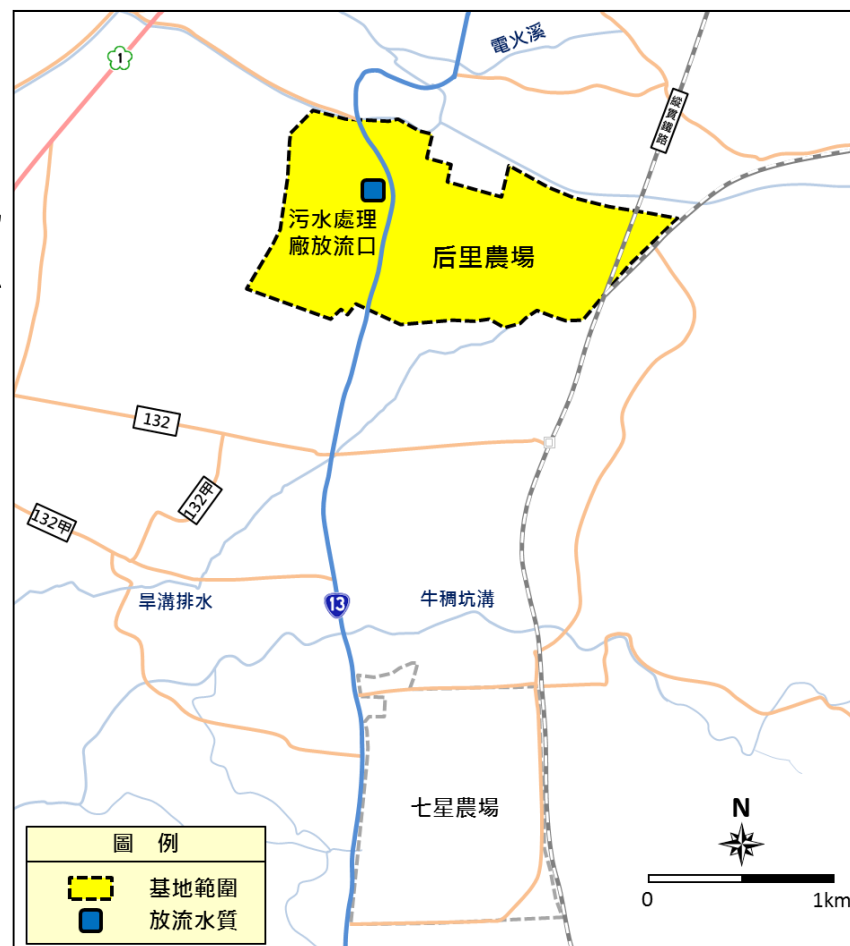 電火溪
1
縱貫鐵路
污水處理
廠放流口
后里農場
132
132甲
132甲
旱溝排水
13
牛稠坑溝
七星農場
N
0
1km
圖例
基地範圍
放流水質